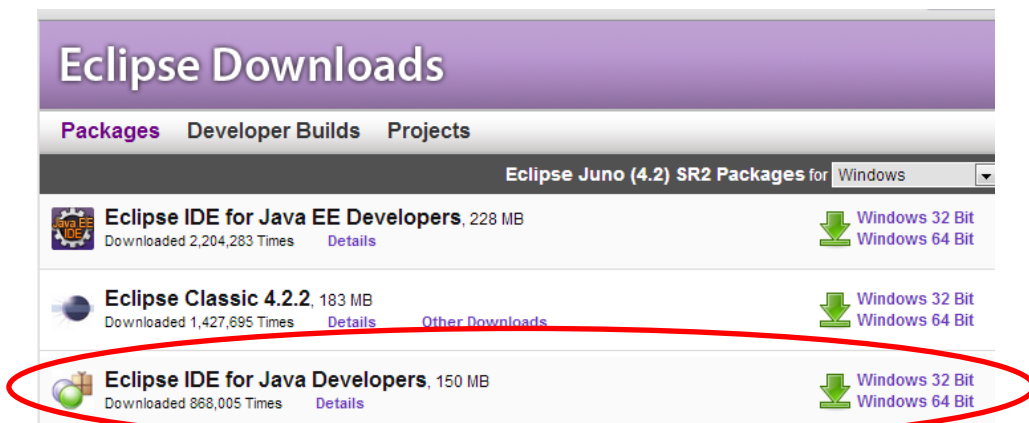 Eclipse Downloads
Packages Developer Builds Projects
Eclipse Juno (4.2) SR2 Packages for Windows
Java EE
IDE
Eclipse IDE for Java EE Developers, 228 MB
Windows 32 Bit
Downloaded 2,204,283 Times Details
Windows 64 Bit
Eclipse Classic 4.2.2, 183 MB
Windows 32 Bit
Downloaded 1,427,695 Times Details Other Downloads
Windows 64 Bit
Eclipse IDE for Java Developers, 150 MB
Windows 32 Bit
Downloaded 868,005 Times Details
Windows 64 Bit